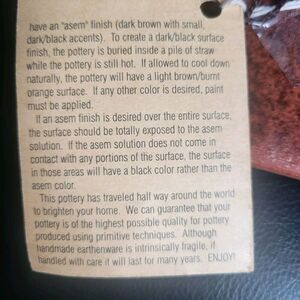 have an "asem" finish (dark brown with small,
dark/black accents). To create a dark/black surface
finish, the pottery is buried inside a pile of straw
while the pottery is still hot. If allowed to cool down
naturally, the pottery will have a light brown/burnt
orange surface. If any other color is desired, paint
must be applied.
If an asem finish is desired over the entire surface,
the surface should be totally exposed to the asem
solution. If the asem solution does not come in
contact with any portions of the surface, the surface
in those areas will have a black color rather than the
asem color.
This pottery has traveled half way around the world
to brighten your home. We can guarantee that your
pottery is of the highest possible quality for pottery
produced using primitive techniques. Although
handmade earthenware is intrinsically fragile, if
handled with care it will last for many years. ENJOY!